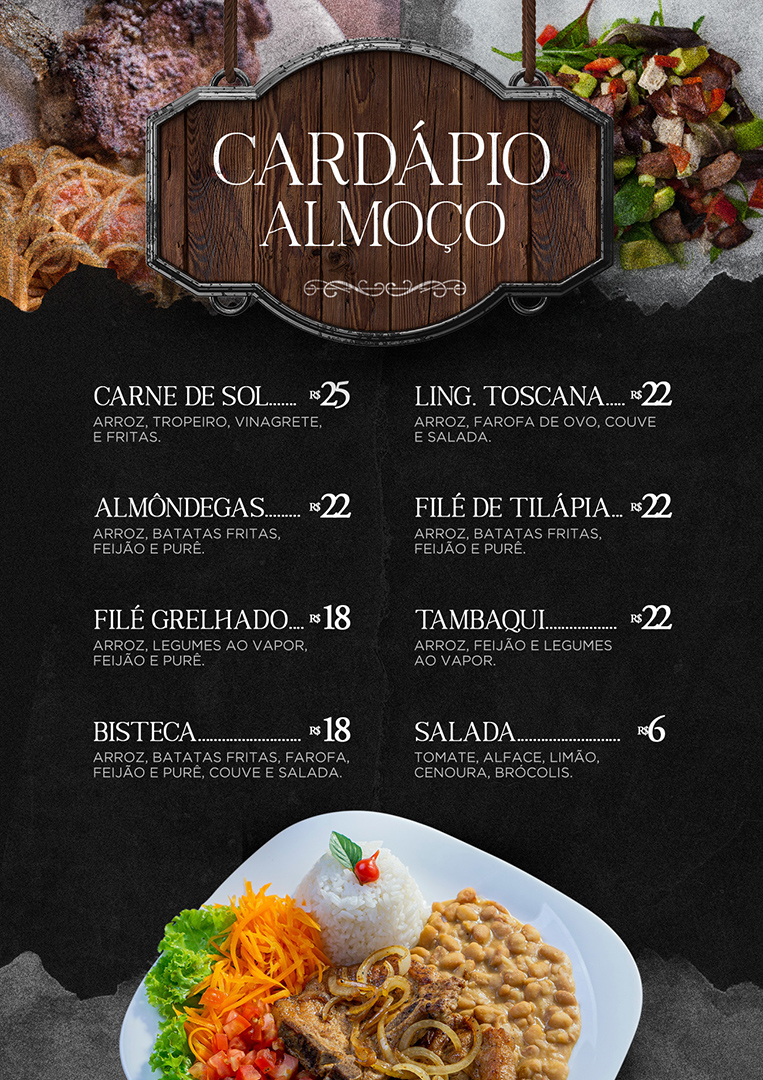 CARDÁPIO
ALMOÇO
CARNE DE SOL....... R$25
ARROZ, TROPEIRO, VINAGRETE,
E FRITAS.
ALMÔNDEGAS......... R$22
ARROZ, BATATAS FRITAS,
FEIJÃO E PURÊ.
FILÉ GRELHADO.... R$18
ARROZ, LEGUMES AO VAPOR,
FEIJÃO E PURÊ.
BISTECA.......................... R$18
ARROZ, BATATAS FRITAS, FAROFA,
FEIJÃO E PURÊ, COUVE E SALADA.
LING. TOSCANA..... R$22
ARROZ, FAROFA DE OVO, COUVE
E SALADA.
FILÉ DE TILÁPIA... R$22
ARROZ, BATATAS FRITAS,
FEIJÃO E PURÊ.
TAMBAQUI.................. R$22
ARROZ, FEIJÃO E LEGUMES
AO VAPOR.
SALADA.......................... R$6
TOMATE, ALFACE, LIMÃO,
CENOURA, BRÓCOLIS.